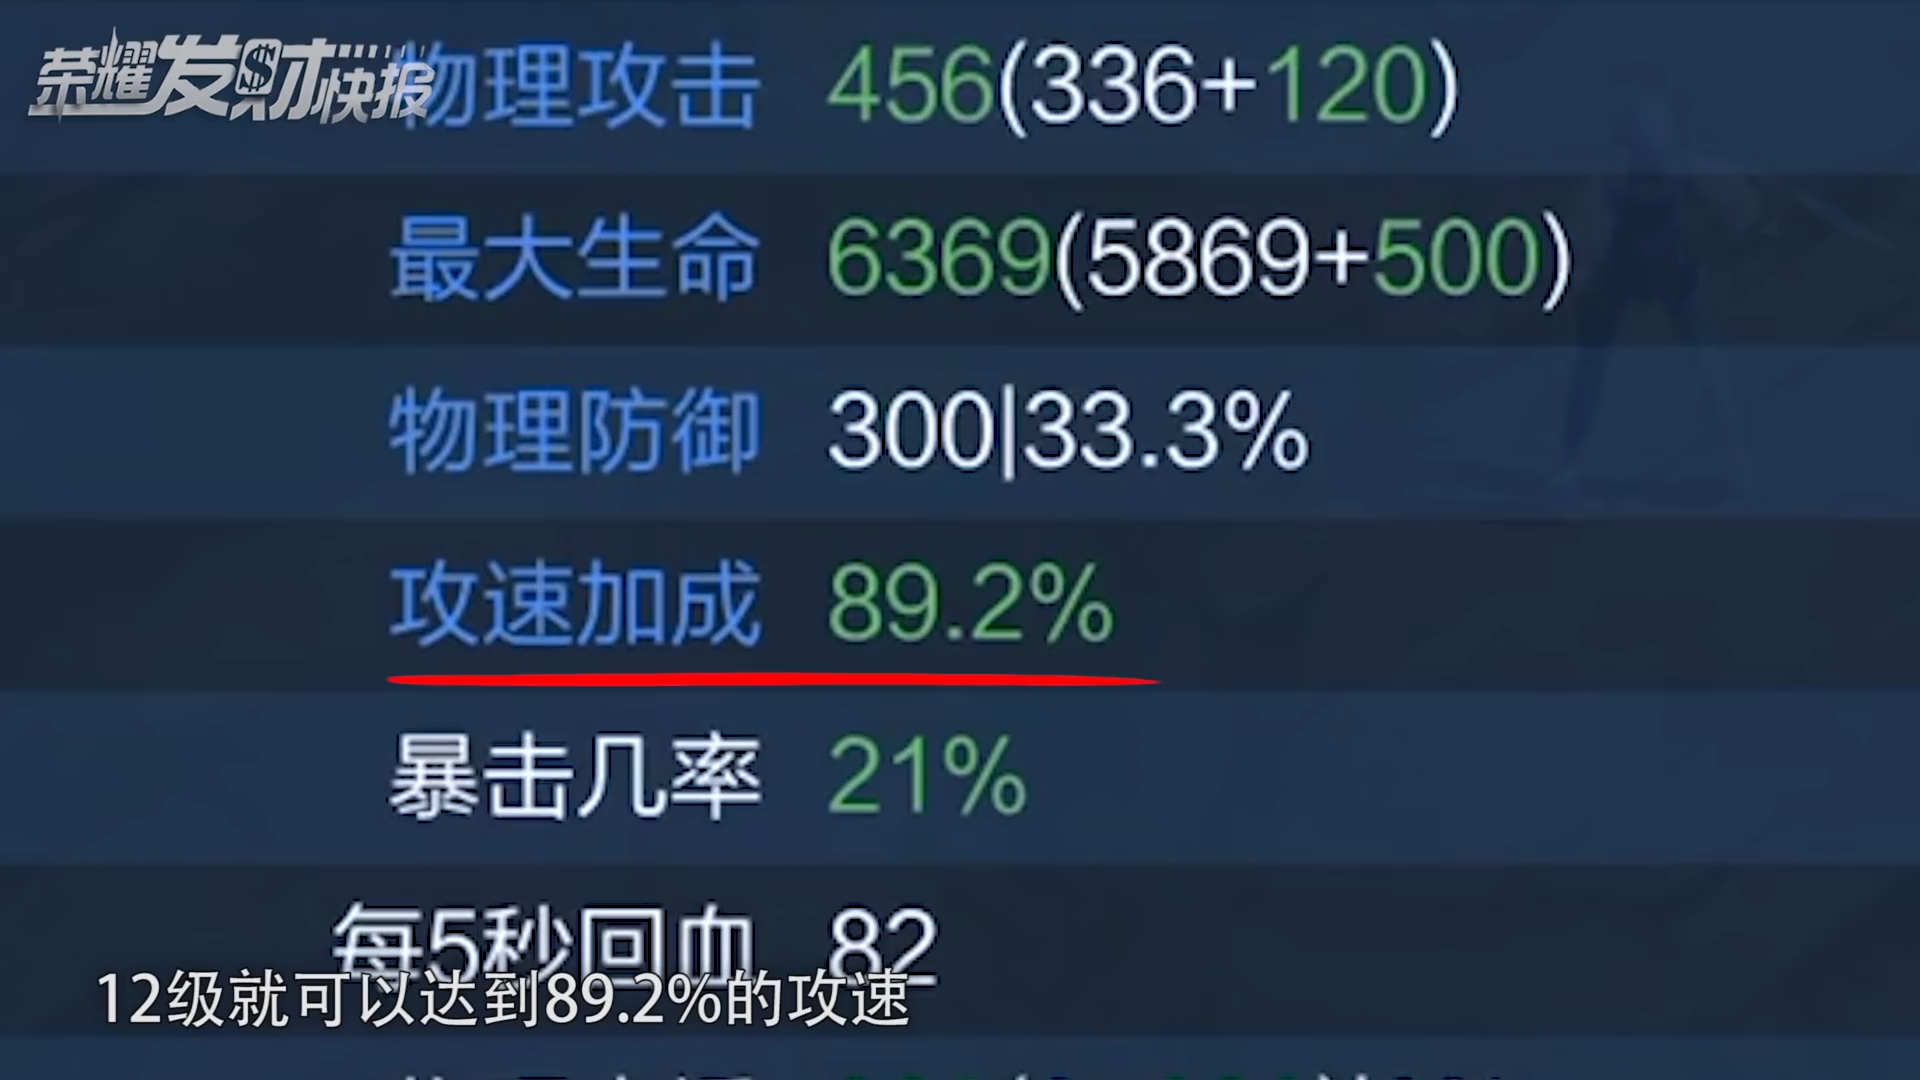 荣耀发财快报
物理攻击 456(336+120)
最大生命 6369(5869+500)
物理防御 300|33.3%
攻速加成 89.2%
暴击几率 21%
每5秒回血 82
12级就可以达到89.2%的攻速